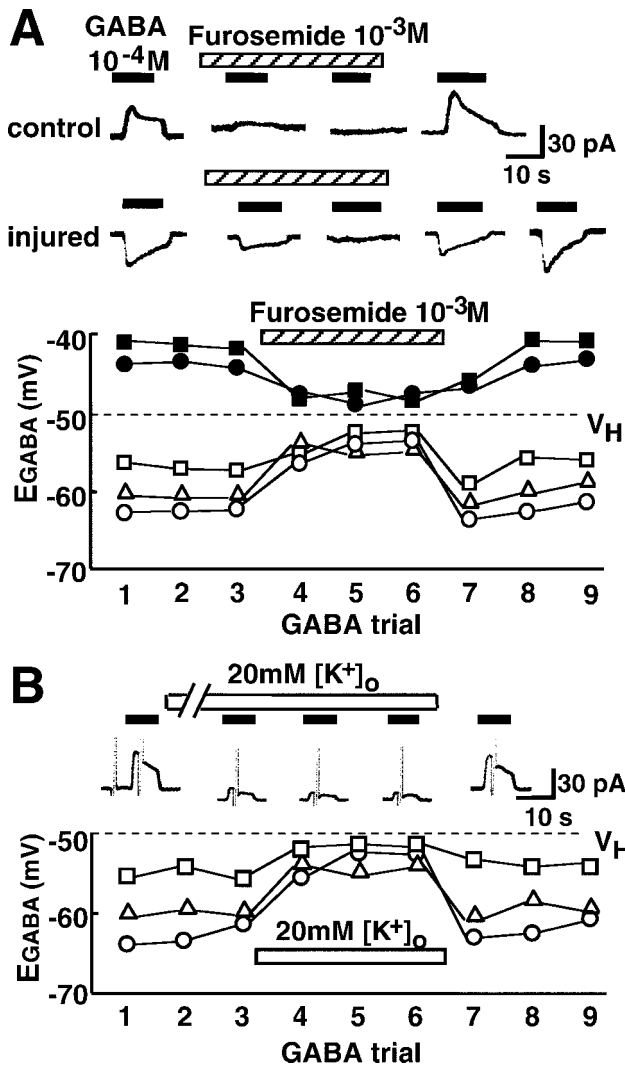 A
GABA
10-4M
Furosemide 10-3M
control
30 pA
10 s
injured
Furosemide 10-3M
-40
-50
-60
-70
EGABA (mV)
VH
1 2 3 4 5 6 7 8 9
GABA trial
B
20mM [K+]o
30 pA
10 s
-50
-60
-70
EGABA (mV)
VH
20mM [K+]o
1 2 3 4 5 6 7 8 9
GABA trial